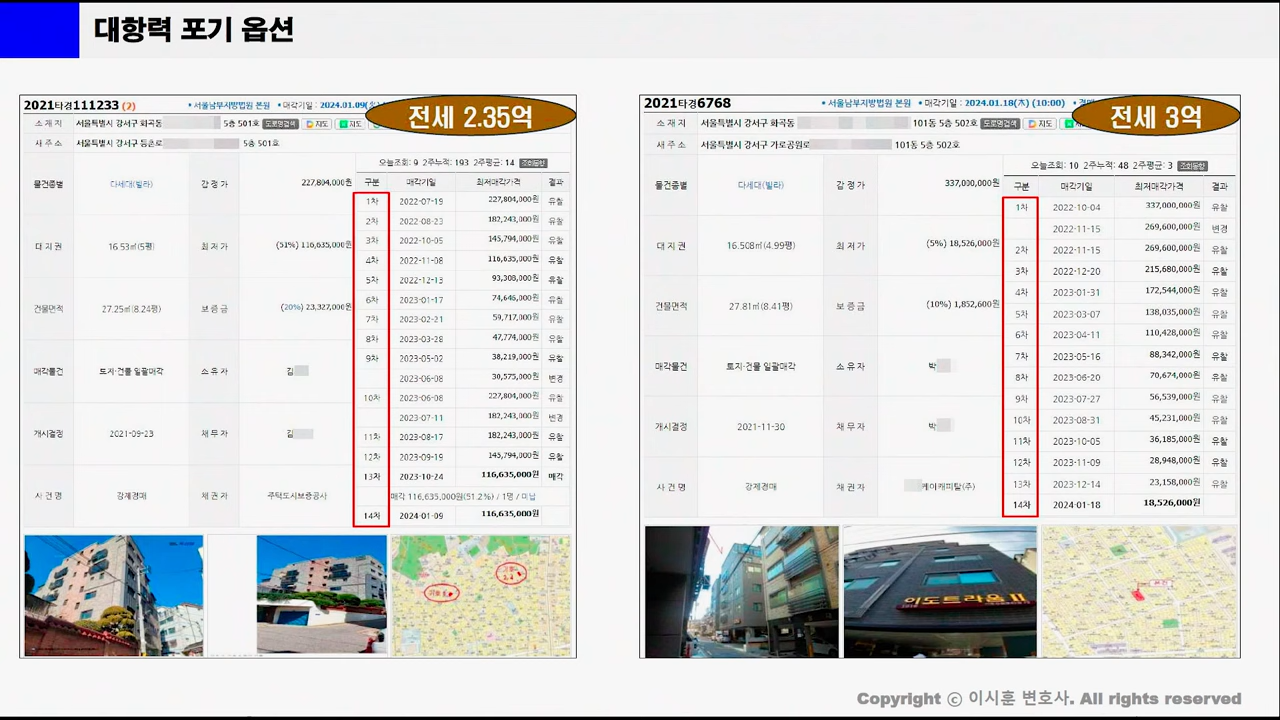 대항력 포기 옵션
2021타경111233 (2) • 서울남부지방법원 본원 • 매각기일 : 2024.01.09
전세 2.35억
소 재 지 서울특별시 강서구 화곡동 5층 501호 도로명검색 지도 지도
새 주 소 서울특별시 강서구 등촌로 5층 501호
오늘조회: 9 2주누적: 193 2주평균: 14 조회동향
물건종별 다세대(빌라) 감 정 가 227,804,000원
대 지 권 16.53㎡(5평) 최 저 가 (51%) 116,635,000원
건물면적 27.25㎡(8.24평) 보 증 금 (20%) 23,327,000원
매각물건 토지·건물 일괄매각 소 유 자 김
개시결정 2021-09-23 채 무 자 김
사 건 명 강제경매 채 권 자 주택도시보증공사
구분 매각기일 최저매각가격 결과
1차 2022-07-19 227,804,000원 유찰
2차 2022-08-23 182,243,000원 유찰
3차 2022-10-05 145,794,000원 유찰
4차 2022-11-08 116,635,000원 유찰
5차 2022-12-13 93,308,000원 유찰
6차 2023-01-17 74,646,000원 유찰
7차 2023-02-21 59,717,000원 유찰
8차 2023-03-28 47,774,000원 유찰
9차 2023-05-02 38,219,000원 유찰
2023-06-08 30,575,000원 변경
10차 2023-06-08 227,804,000원 유찰
2023-07-11 182,243,000원 변경
11차 2023-08-17 182,243,000원 유찰
12차 2023-09-19 145,794,000원 유찰
13차 2023-10-24 116,635,000원 매각
매각 116,635,000원(51.2%) / 1명 / 미납
14차 2024-01-09 116,635,000원
2021타경6768 • 서울남부지방법원 본원 • 매각기일 : 2024.01.18(木) (10:00)
전세 3억
소 재 지 서울특별시 강서구 화곡동 101동 5층 502호 도로명검색 지도
새 주 소 서울특별시 강서구 가로공원로 101동 5층 502호
오늘조회: 10 2주누적: 48 2주평균: 3 조회동향
물건종별 다세대(빌라) 감 정 가 337,000,000원
대 지 권 16.508㎡(4.99평) 최 저 가 (5%) 18,526,000원
건물면적 27.81㎡(8.41평) 보 증 금 (10%) 1,852,600원
매각물건 토지·건물 일괄매각 소 유 자 박
개시결정 2021-11-30 채 무 자 박
사 건 명 강제경매 채 권 자 케이캐피탈(주)
구분 매각기일 최저매각가격 결과
1차 2022-10-04 337,000,000원 유찰
2022-11-15 269,600,000원 변경
2차 2022-11-15 269,600,000원 유찰
3차 2022-12-20 215,680,000원 유찰
4차 2023-01-31 172,544,000원 유찰
5차 2023-03-07 138,035,000원 유찰
6차 2023-04-11 110,428,000원 유찰
7차 2023-05-16 88,342,000원 유찰
8차 2023-06-20 70,674,000원 유찰
9차 2023-07-27 56,539,000원 유찰
10차 2023-08-31 45,231,000원 유찰
11차 2023-10-05 36,185,000원 유찰
12차 2023-11-09 28,948,000원 유찰
13차 2023-12-14 23,158,000원 유찰
14차 2024-01-18 18,526,000원
이도트라움 II
Copyright ⓒ 이시훈 변호사. All rights reserved